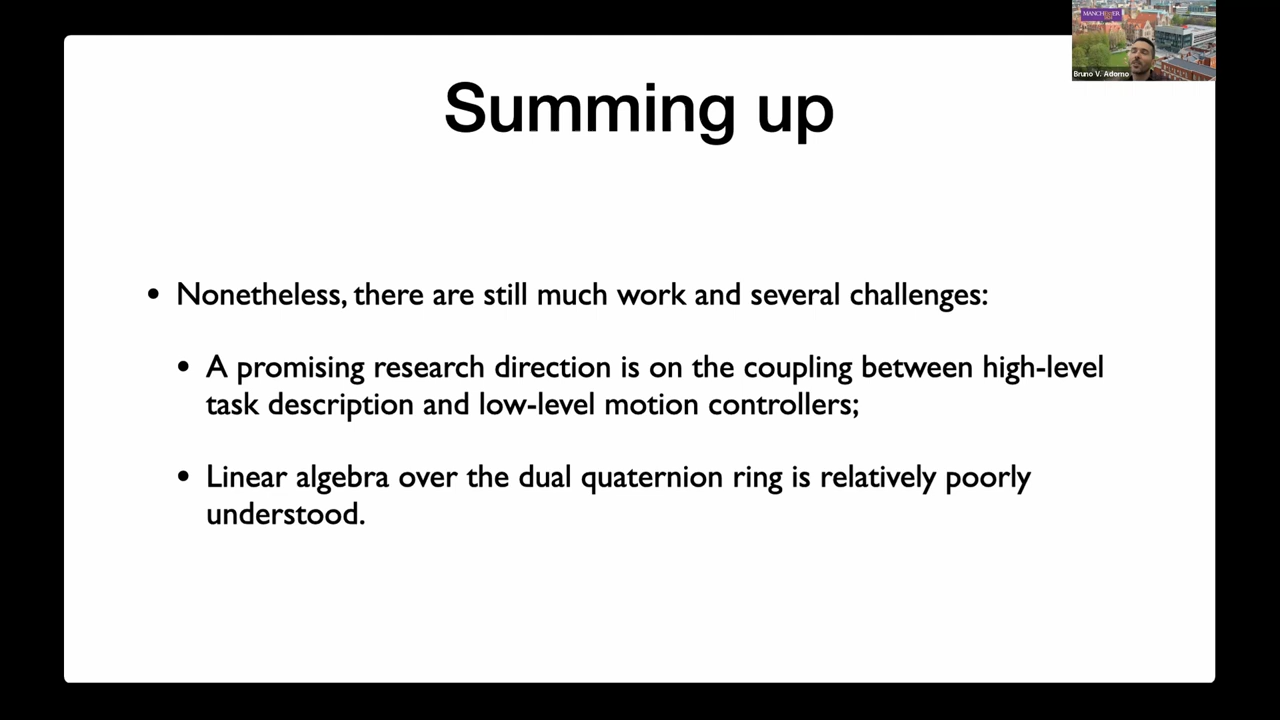 MANCHESTER
Bruno V. Adorno
Summing up
• Nonetheless, there are still much work and several challenges:
• A promising research direction is on the coupling between high-level
task description and low-level motion controllers;
• Linear algebra over the dual quaternion ring is relatively poorly
understood.